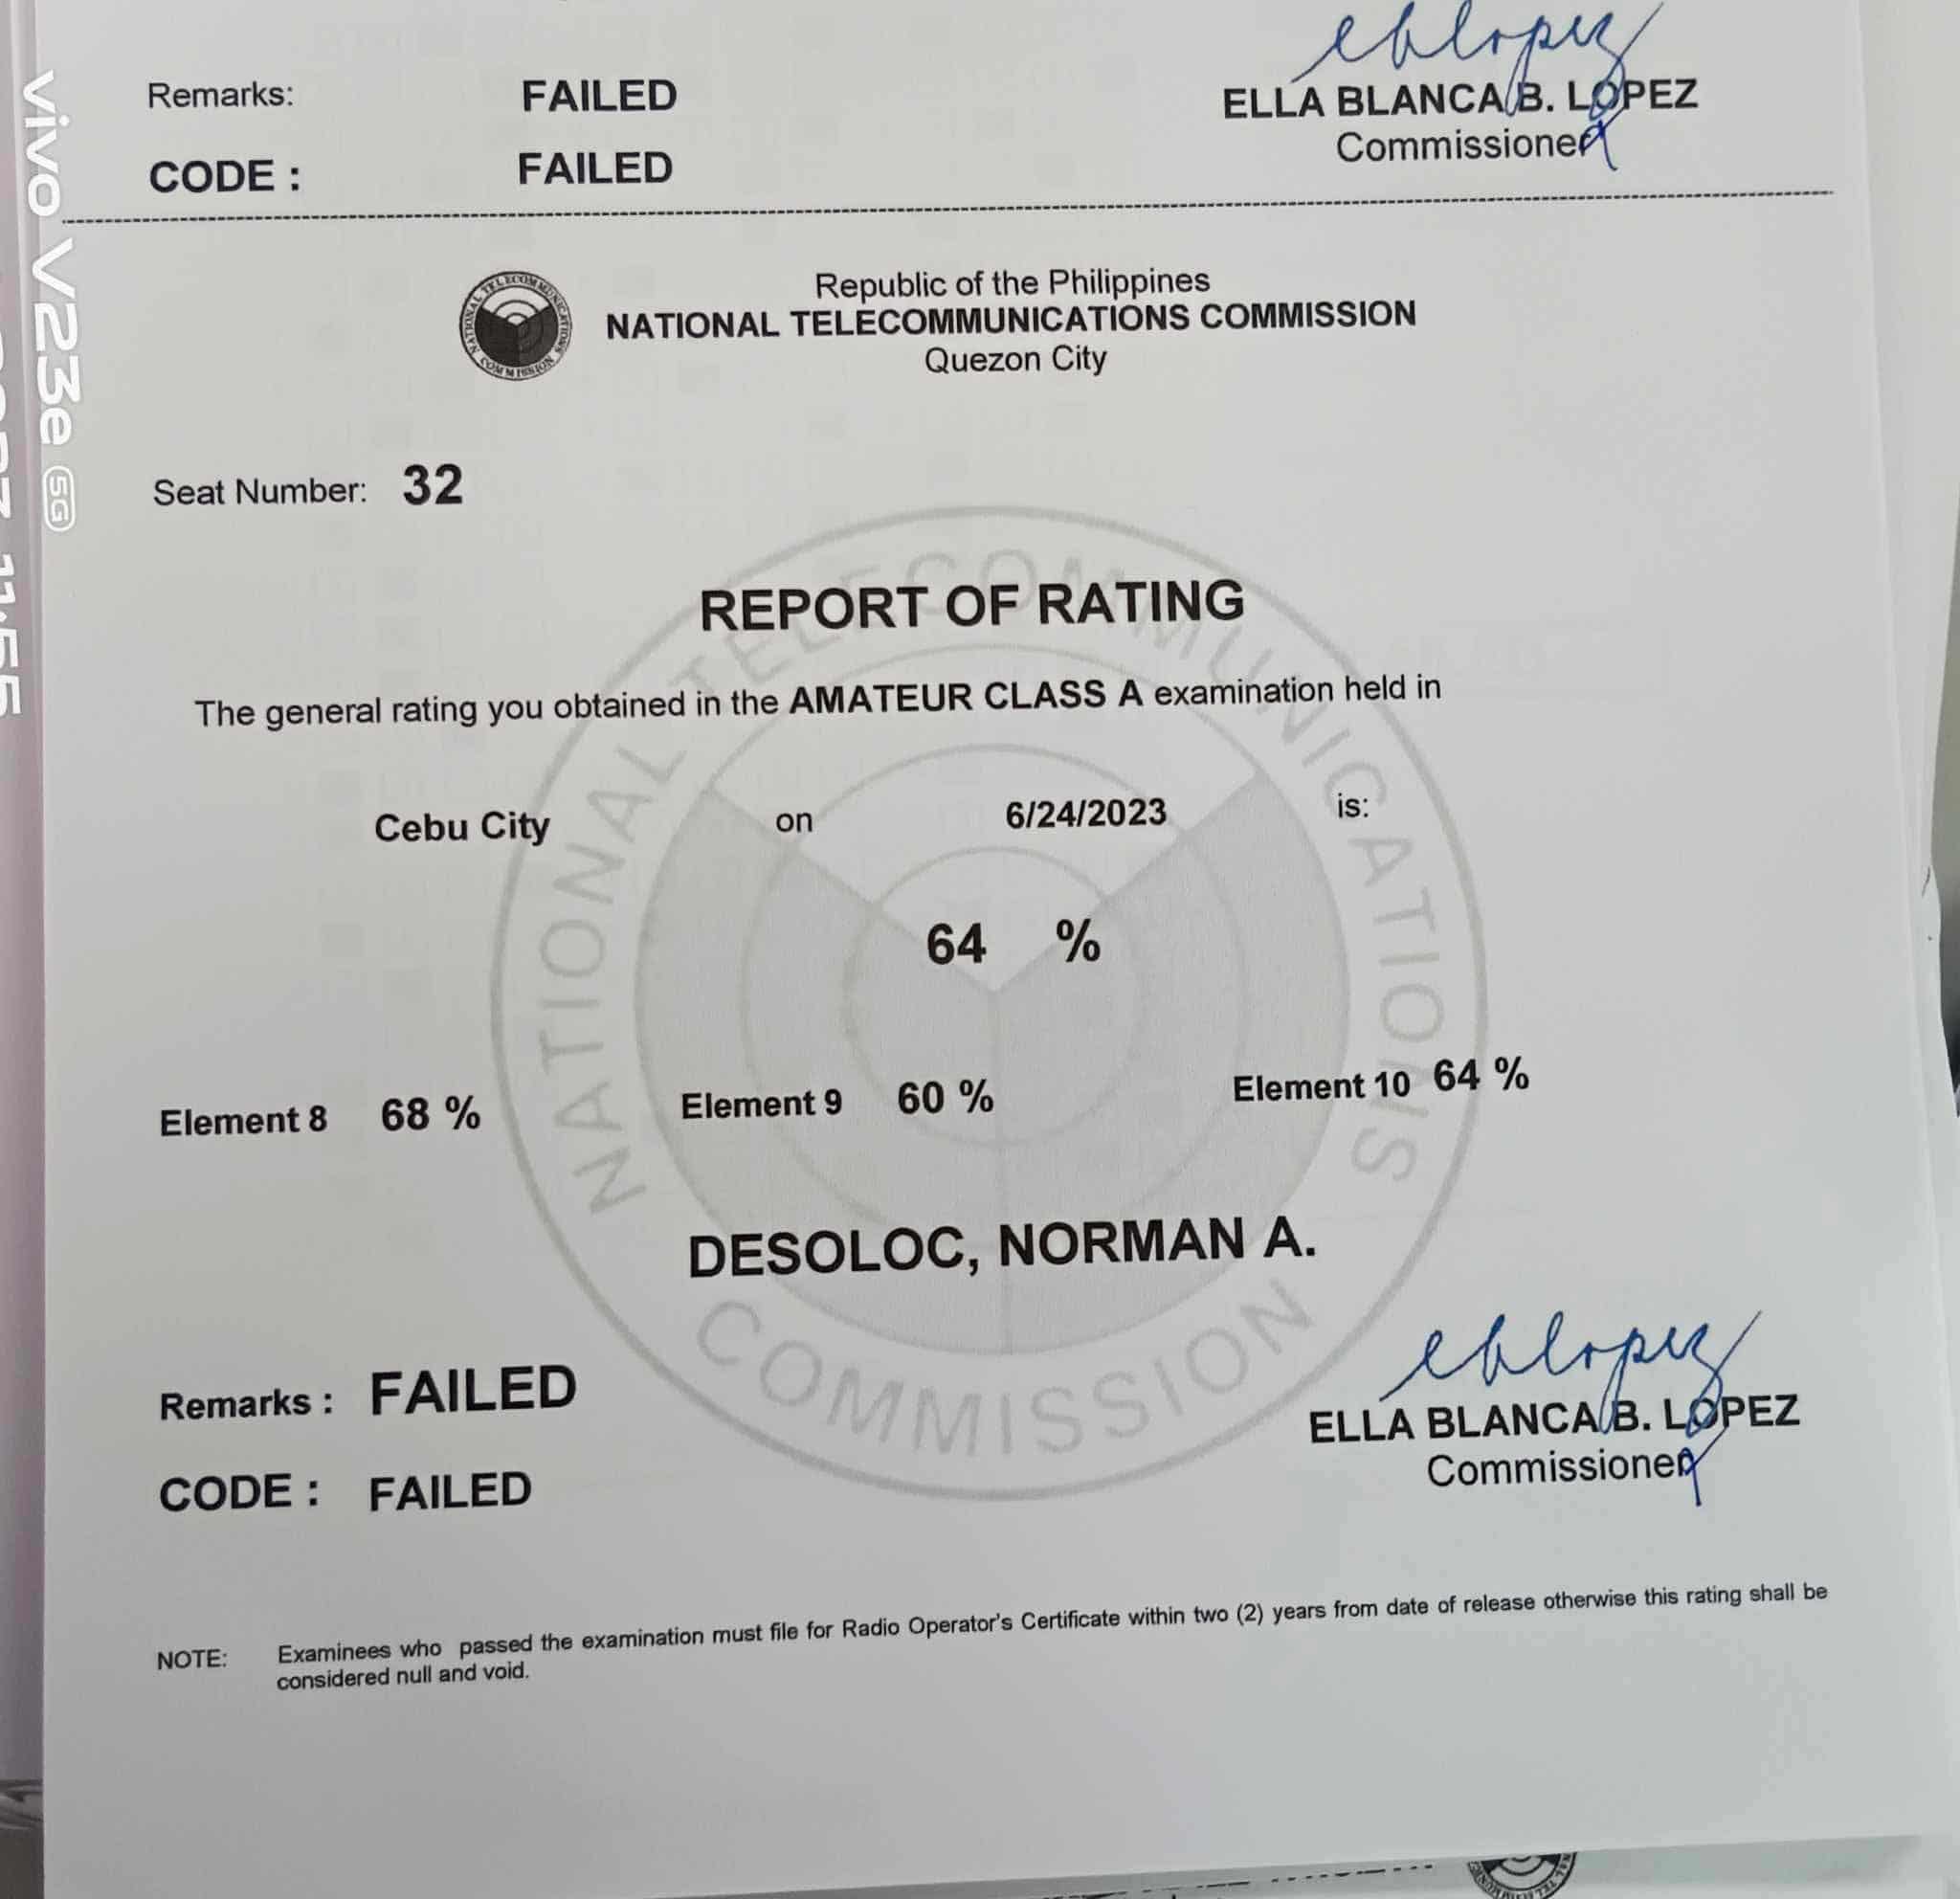 Remarks: FAILED
CODE : FAILED
ELLA BLANCA B. LOPEZ
Commissioner
Republic of the Philippines
NATIONAL TELECOMMUNICATIONS COMMISSION
Quezon City
Seat Number: 32
REPORT OF RATING
The general rating you obtained in the AMATEUR CLASS A examination held in
Cebu City on 6/24/2023 is:
64 %
Element 8 68 % Element 9 60 % Element 10 64 %
DESOLOC, NORMAN A.
Remarks : FAILED
CODE : FAILED
ELLA BLANCA B. LOPEZ
Commissioner
NOTE: Examinees who passed the examination must file for Radio Operator's Certificate within two (2) years from date of release otherwise this rating shall be
considered null and void.
NATIONAL TELECOMMUNICATIONS COMMISSION
NATIONAL TELECOMMUNICATIONS COMMISSION
vivo V23e 5G
11:55